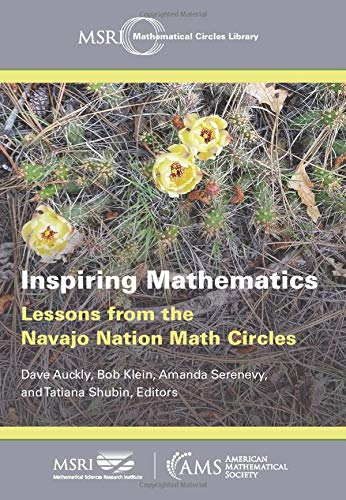 MSRI Mathematical Circles Library
Inspiring Mathematics
Lessons from the
Navajo Nation Math Circles
Dave Auckly, Bob Klein, Amanda Serenevy,
and Tatiana Shubin, Editors
MSRI
Mathematical Sciences Research Institute
AMS AMERICAN
MATHEMATICAL
SOCIETY